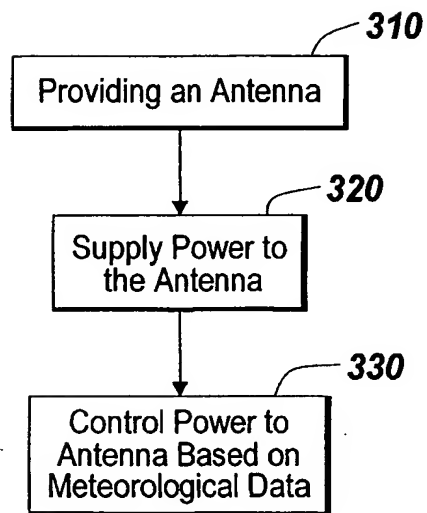 310
Providing an Antenna
320
Supply Power to
the Antenna
330
Control Power to
Antenna Based on
Meteorological Data